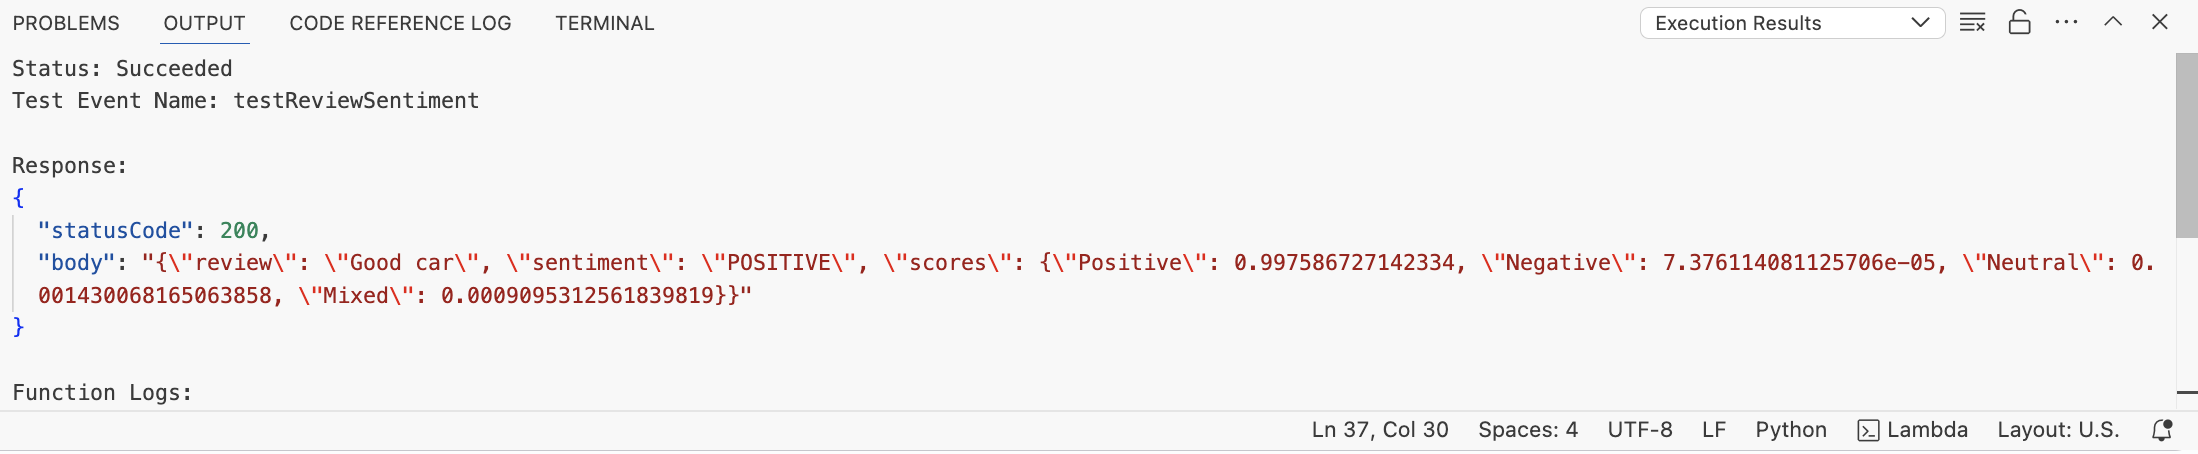 PROBLEMS OUTPUT CODE REFERENCE LOG TERMINAL Execution Results
Status: Succeeded
Test Event Name: testReviewSentiment
Response:
{
"statusCode": 200,
"body": "{\"review\": \"Good car\", \"sentiment\": \"POSITIVE\", \"scores\": {\"Positive\": 0.997586727142334, \"Negative\": 7.376114081125706e-05, \"Neutral\": 0.
001430068165063858, \"Mixed\": 0.0009095312561839819}}"
}
Function Logs:
Ln 37, Col 30 Spaces: 4 UTF-8 LF Python Lambda Layout: U.S.